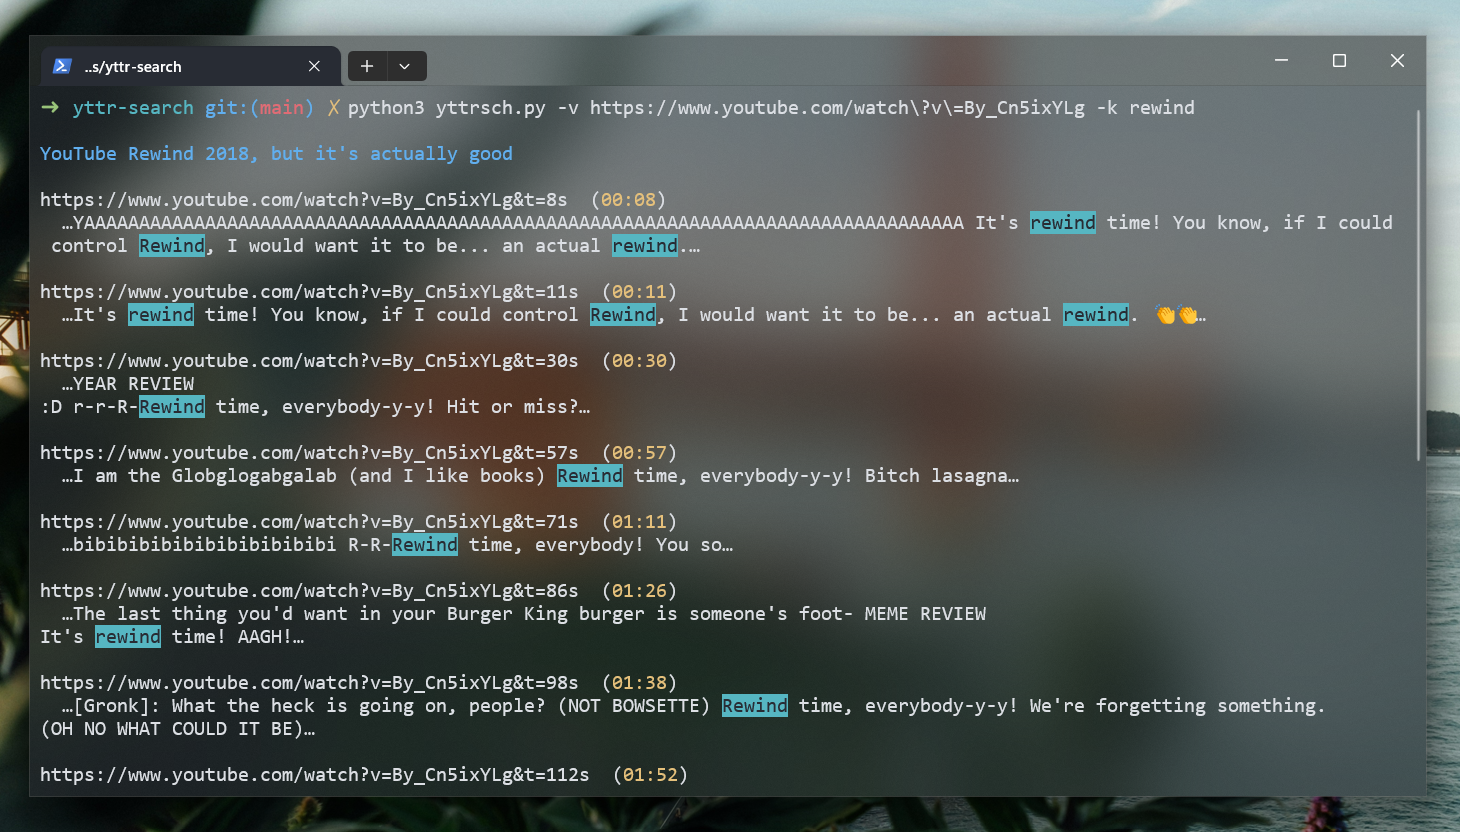 ..s/yttr-search
➜ yttr-search git:(main) ✗ python3 yttrsch.py -v https://www.youtube.com/watch\?v\=By_Cn5ixYLg -k rewind
YouTube Rewind 2018, but it's actually good
https://www.youtube.com/watch?v=By_Cn5ixYLg&t=8s (00:08)
…YAAAAAAAAAAAAAAAAAAAAAAAAAAAAAAAAAAAAAAAAAAAAAAAAAAAAAAAAAAAAAAAAAAAAAAAAAAAAAAAA It's rewind time! You know, if I could
control Rewind, I would want it to be... an actual rewind.…
https://www.youtube.com/watch?v=By_Cn5ixYLg&t=11s (00:11)
…It's rewind time! You know, if I could control Rewind, I would want it to be... an actual rewind. 👏👏…
https://www.youtube.com/watch?v=By_Cn5ixYLg&t=30s (00:30)
…YEAR REVIEW
:D r-r-R-Rewind time, everybody-y-y! Hit or miss?…
https://www.youtube.com/watch?v=By_Cn5ixYLg&t=57s (00:57)
…I am the Globglogabgalab (and I like books) Rewind time, everybody-y-y! Bitch lasagna…
https://www.youtube.com/watch?v=By_Cn5ixYLg&t=71s (01:11)
…bibibibibibibibibibibibi R-R-Rewind time, everybody! You so…
https://www.youtube.com/watch?v=By_Cn5ixYLg&t=86s (01:26)
…The last thing you'd want in your Burger King burger is someone's foot- MEME REVIEW
It's rewind time! AAGH!…
https://www.youtube.com/watch?v=By_Cn5ixYLg&t=98s (01:38)
…[Gronk]: What the heck is going on, people? (NOT BOWSETTE) Rewind time, everybody-y-y! We're forgetting something.
(OH NO WHAT COULD IT BE)…
https://www.youtube.com/watch?v=By_Cn5ixYLg&t=112s (01:52)